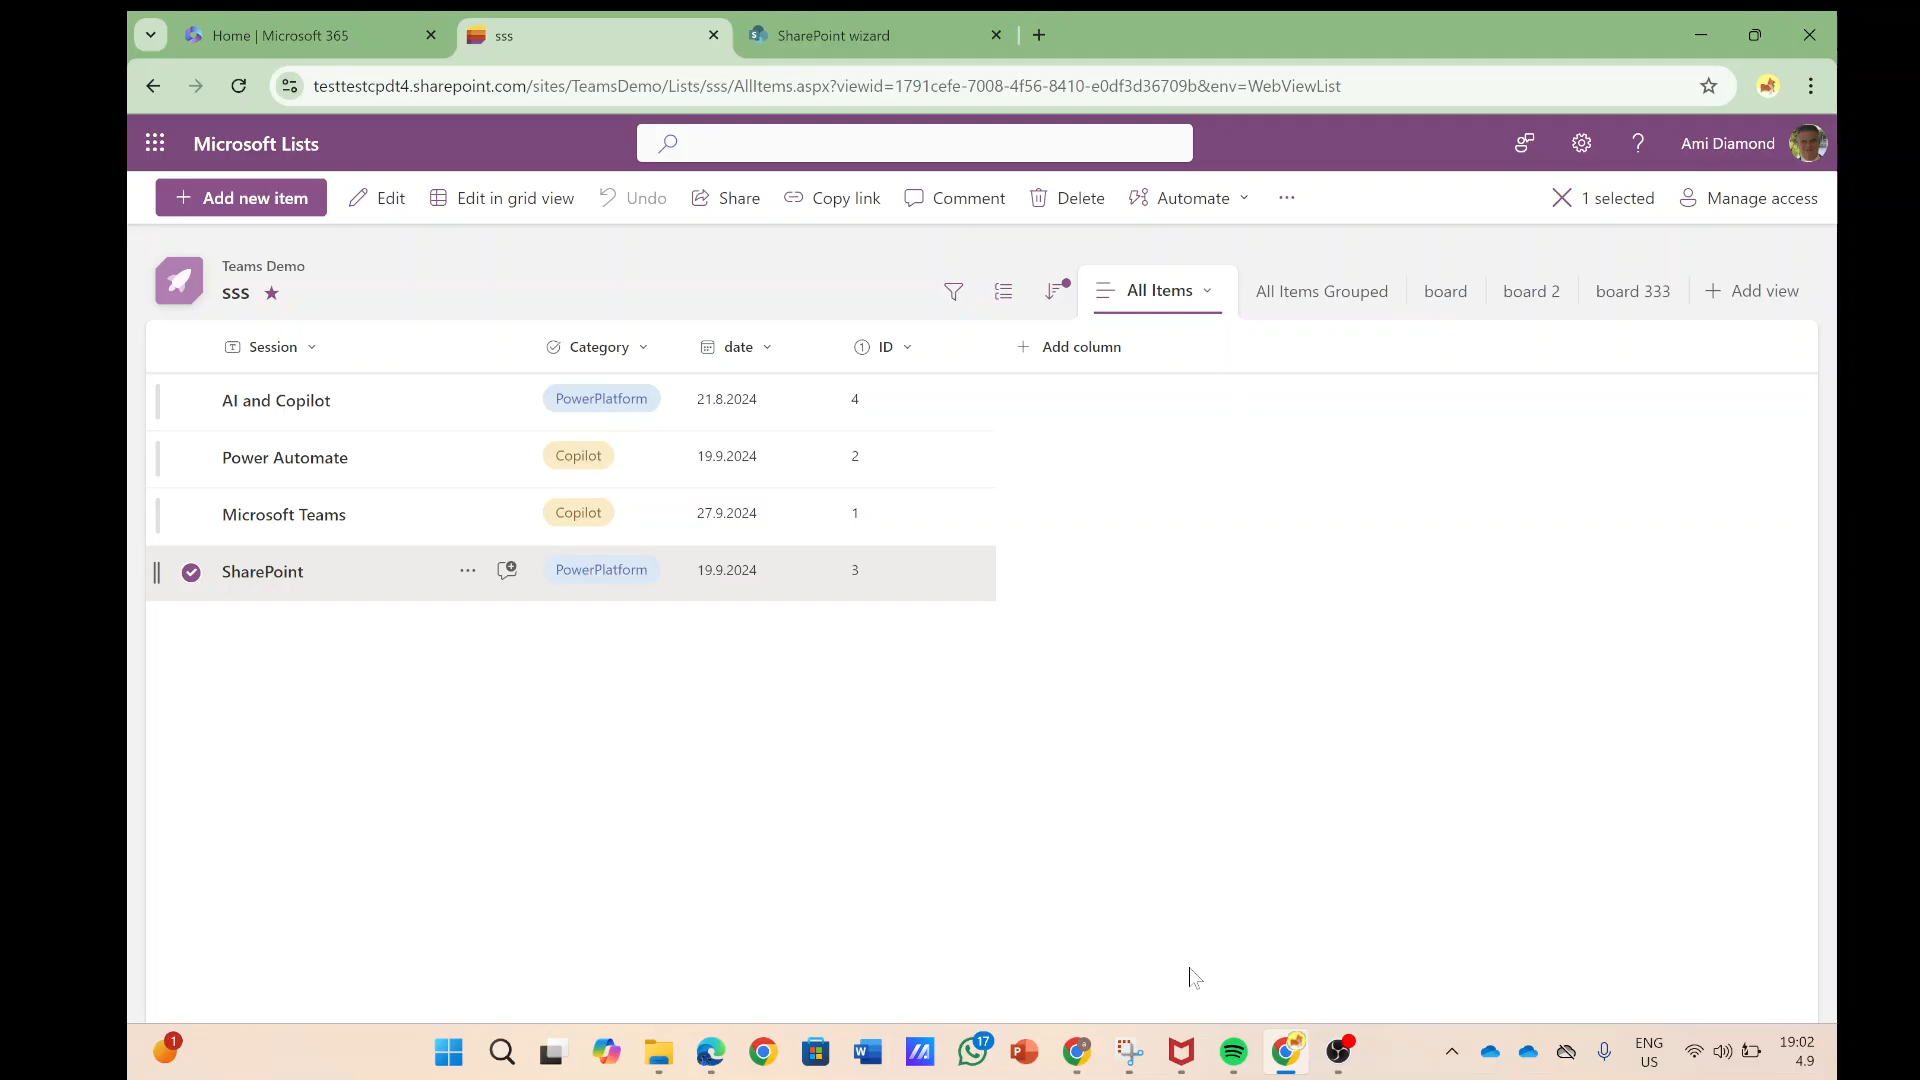 Home | Microsoft 365
sss
SharePoint wizard
testtestcpdt4.sharepoint.com/sites/TeamsDemo/Lists/sss/AllItems.aspx?viewid=1791cefe-7008-4f56-8410-e0df3d36709b&env=WebViewList
Microsoft Lists
Ami Diamond
Add new item Edit Edit in grid view Undo Share Copy link Comment Delete Automate 1 selected Manage access
Teams Demo
sss
All Items All Items Grouped board board 2 board 333 Add view
Session Category date ID Add column
AI and Copilot PowerPlatform 21.8.2024 4
Power Automate Copilot 19.9.2024 2
Microsoft Teams Copilot 27.9.2024 1
SharePoint PowerPlatform 19.9.2024 3
1
17
ENG
US
19:02
4.9